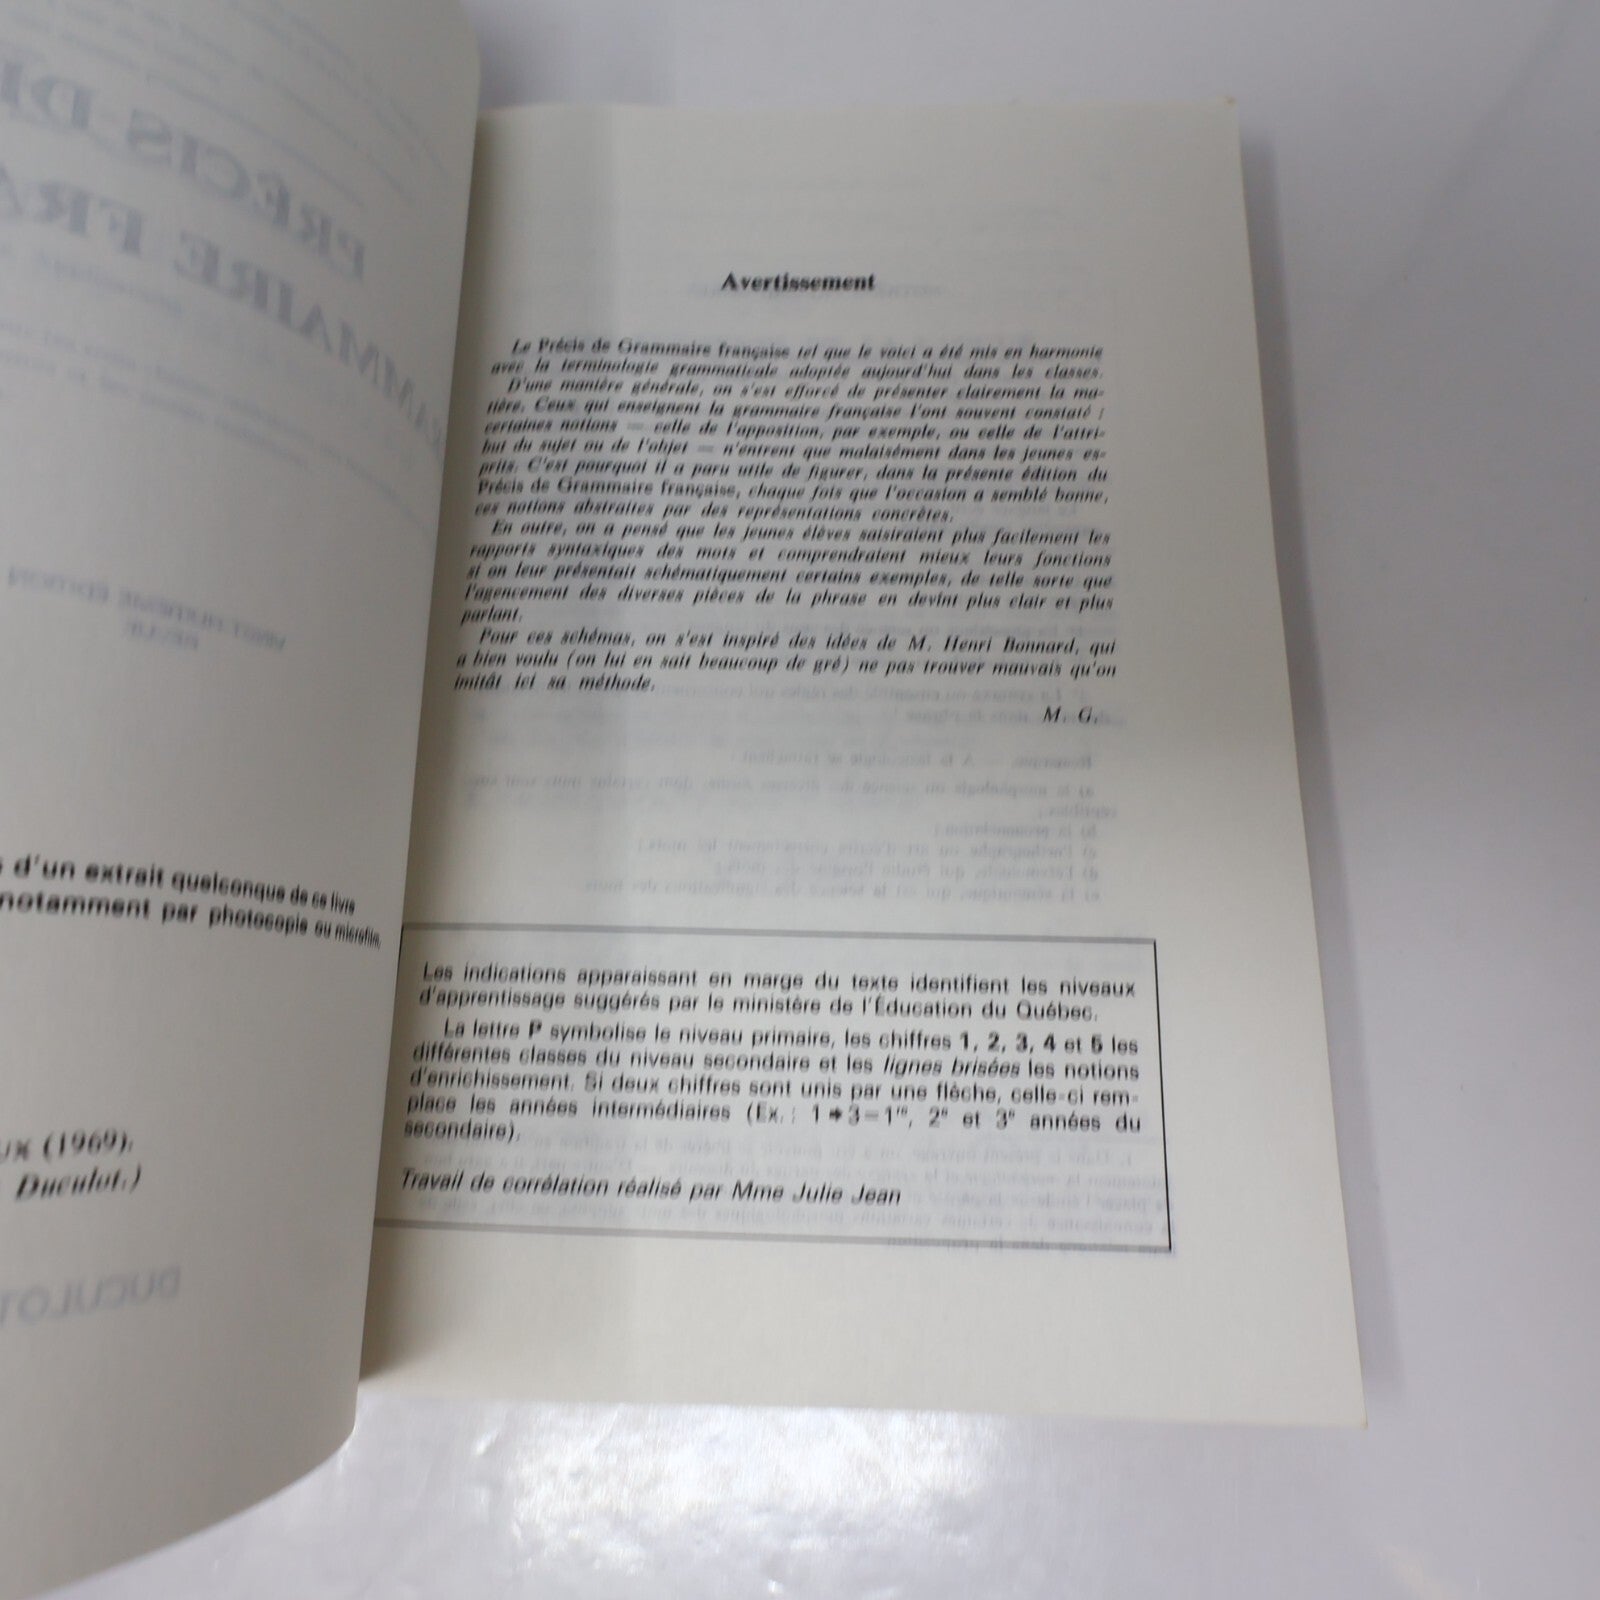 s d'un extrait quelconque de ce livre
notamment par photocopie ou microfilm,
ux (1969).
Duculot.)
Avertissement
Le Précis de Grammaire française tel que le voici a été mis en harmonie
avec la terminologie grammaticale adoptée aujourd'hui dans les classes.
D'une manière générale, on s'est efforcé de présenter clairement la ma-
tière. Ceux qui enseignent la grammaire française l'ont souvent constaté :
certaines notions — celle de l'apposition, par exemple, ou celle de l'attri-
but du sujet ou de l'objet — n'entrent que malaisément dans les jeunes es-
prits. C'est pourquoi il a paru utile de figurer, dans la présente édition du
Précis de Grammaire française, chaque fois que l'occasion a semblé bonne,
ces notions abstraites par des représentations concrètes.
En outre, on a pensé que les jeunes élèves saisiraient plus facilement les
rapports syntaxiques des mots et comprendraient mieux leurs fonctions
si on leur présentait schématiquement certains exemples, de telle sorte que
l'agencement des diverses pièces de la phrase en devînt plus clair et plus
parlant.
Pour ces schémas, on s'est inspiré des idées de M. Henri Bonnard, qui
a bien voulu (on lui en sait beaucoup de gré) ne pas trouver mauvais qu'on
imitât ici sa méthode.
M. G.
Les indications apparaissant en marge du texte identifient les niveaux
d'apprentissage suggérés par le ministère de l'Éducation du Québec.
La lettre P symbolise le niveau primaire, les chiffres 1, 2, 3, 4 et 5 les
différentes classes du niveau secondaire et les lignes brisées les notions
d'enrichissement. Si deux chiffres sont unis par une flèche, celle-ci rem-
place les années intermédiaires (Ex. : 1➔3=1re, 2e et 3e années du
secondaire).
Travail de corrélation réalisé par Mme Julie Jean